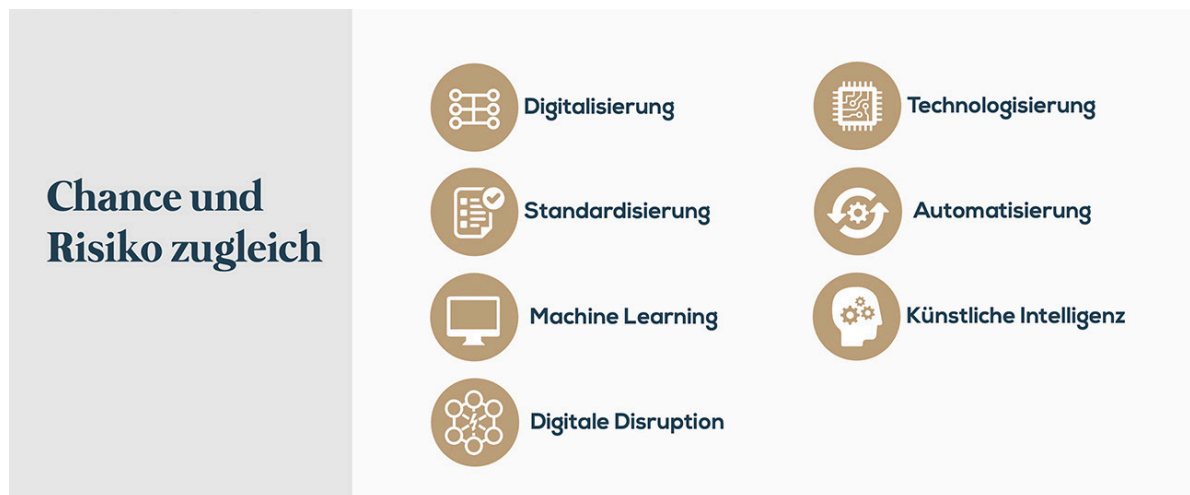 Chance und
Risiko zugleich
Digitalisierung
Technologisierung
Standardisierung
Automatisierung
Machine Learning
Künstliche Intelligenz
Digitale Disruption